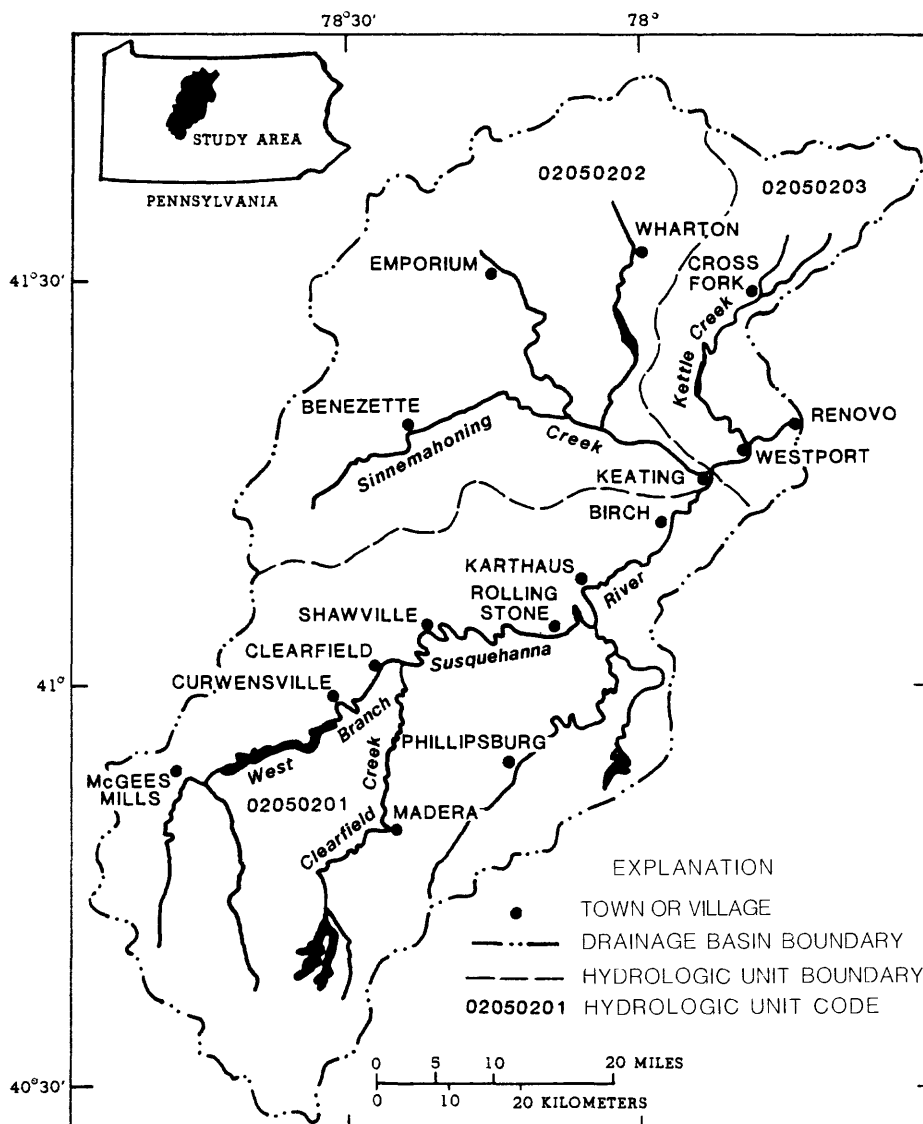 78°30'
78°
STUDY AREA
PENNSYLVANIA
02050202
02050203
WHARTON
41°30'
EMPORIUM
CROSS
FORK
Kettle Creek
BENEZETTE
RENOVO
Sinnemahoning
Creek
WESTPORT
KEATING
BIRCH
KARTHAUS
River
ROLLING
STONE
SHAWVILLE
CLEARFIELD
Susquehanna
41°
CURWENSVILLE
Branch
PHILLIPSBURG
West
Creek
McGEES
MILLS
02050201
MADERA
Clearfield
EXPLANATION
TOWN OR VILLAGE
DRAINAGE BASIN BOUNDARY
HYDROLOGIC UNIT BOUNDARY
02050201 HYDROLOGIC UNIT CODE
0 5 10 20 MILES
0 10 20 KILOMETERS
40°30'